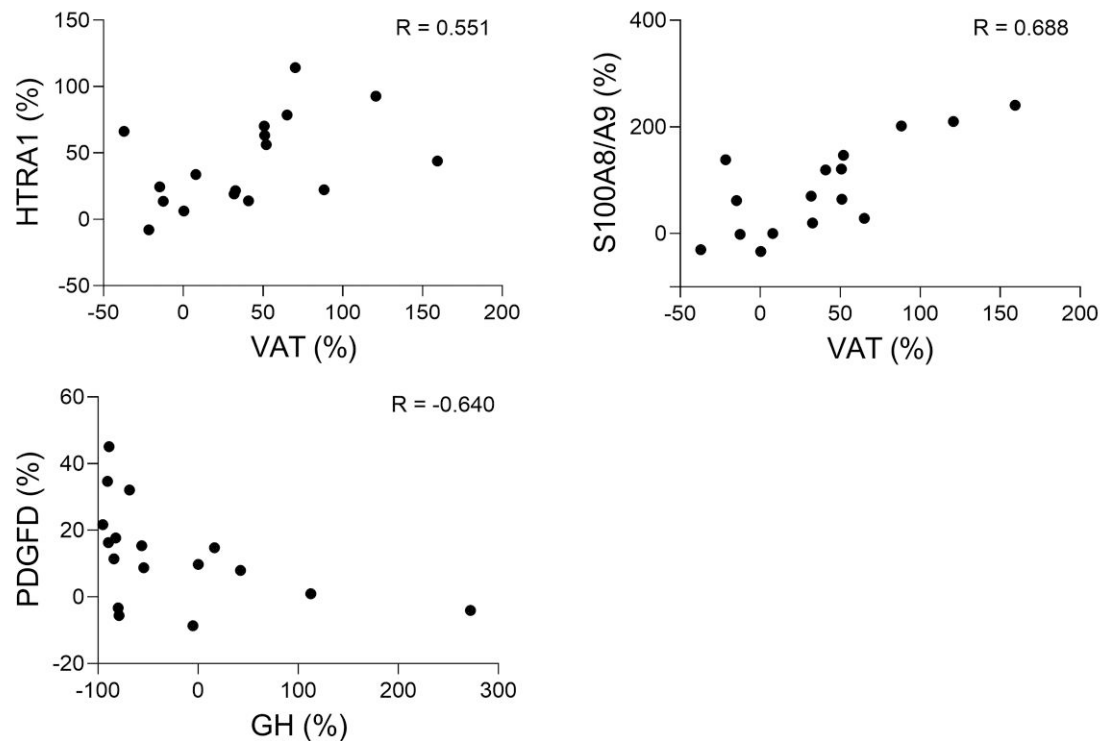 R = 0.551
HTRA1 (%)
150
100
50
0
-50
-50 0 50 100 150 200
VAT (%)
R = 0.688
S100A8/A9 (%)
400
200
0
-50 0 50 100 150 200
VAT (%)
R = -0.640
PDGFD (%)
60
40
20
0
-20
-100 0 100 200 300
GH (%)